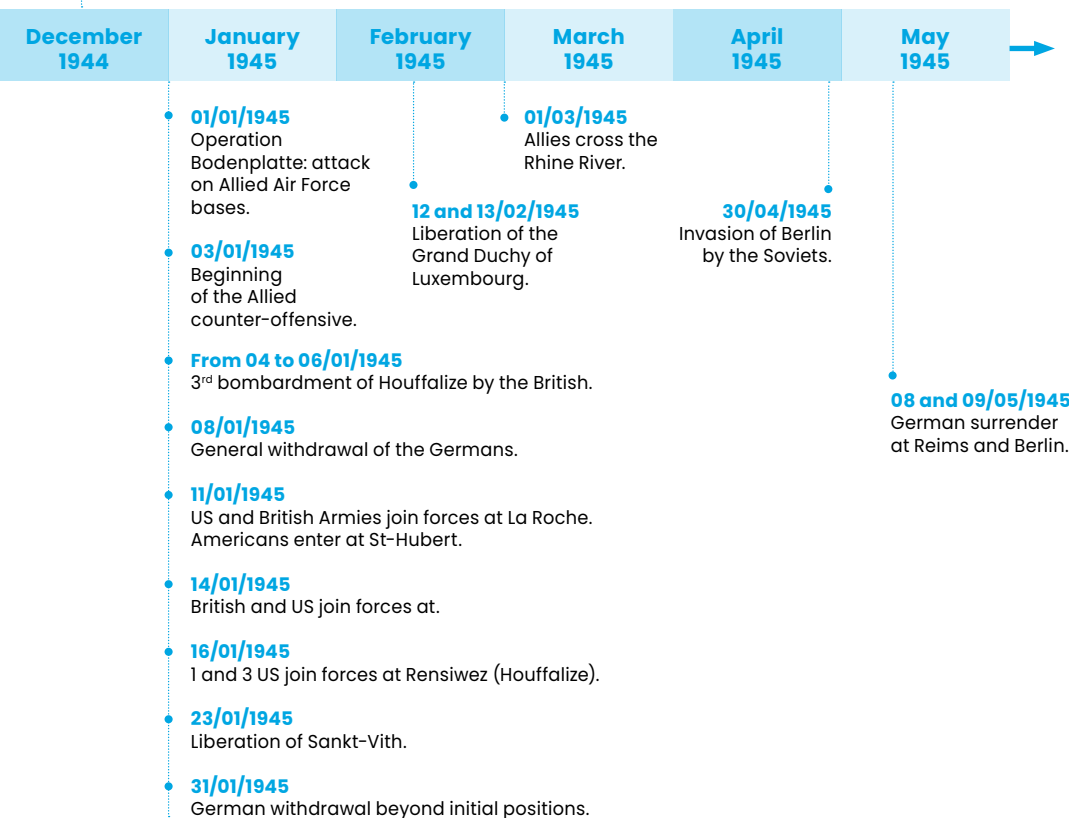 December
1944
January
1945
February
1945
March
1945
April
1945
May
1945
01/01/1945
Operation
Bodenplatte: attack
on Allied Air Force
bases.
03/01/1945
Beginning
of the Allied
counter-offensive.
From 04 to 06/01/1945
3rd bombardment of Houffalize by the British.
08/01/1945
General withdrawal of the Germans.
11/01/1945
US and British Armies join forces at La Roche.
Americans enter at St-Hubert.
14/01/1945
British and US join forces at.
16/01/1945
1 and 3 US join forces at Rensiwez (Houffalize).
23/01/1945
Liberation of Sankt-Vith.
31/01/1945
German withdrawal beyond initial positions.
12 and 13/02/1945
Liberation of the
Grand Duchy of
Luxembourg.
01/03/1945
Allies cross the
Rhine River.
30/04/1945
Invasion of Berlin
by the Soviets.
08 and 09/05/1945
German surrender
at Reims and Berlin.